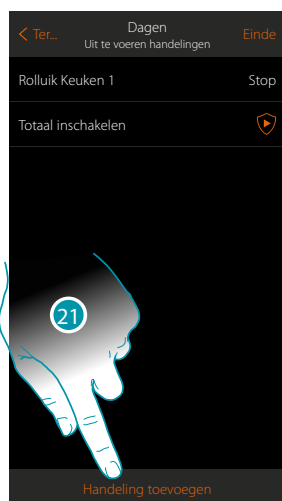 Ter...
Dagen
Einde
Uit te voeren handelingen
Rolluik Keuken 1 Stop
Totaal inschakelen
21
Handeling toevoegen